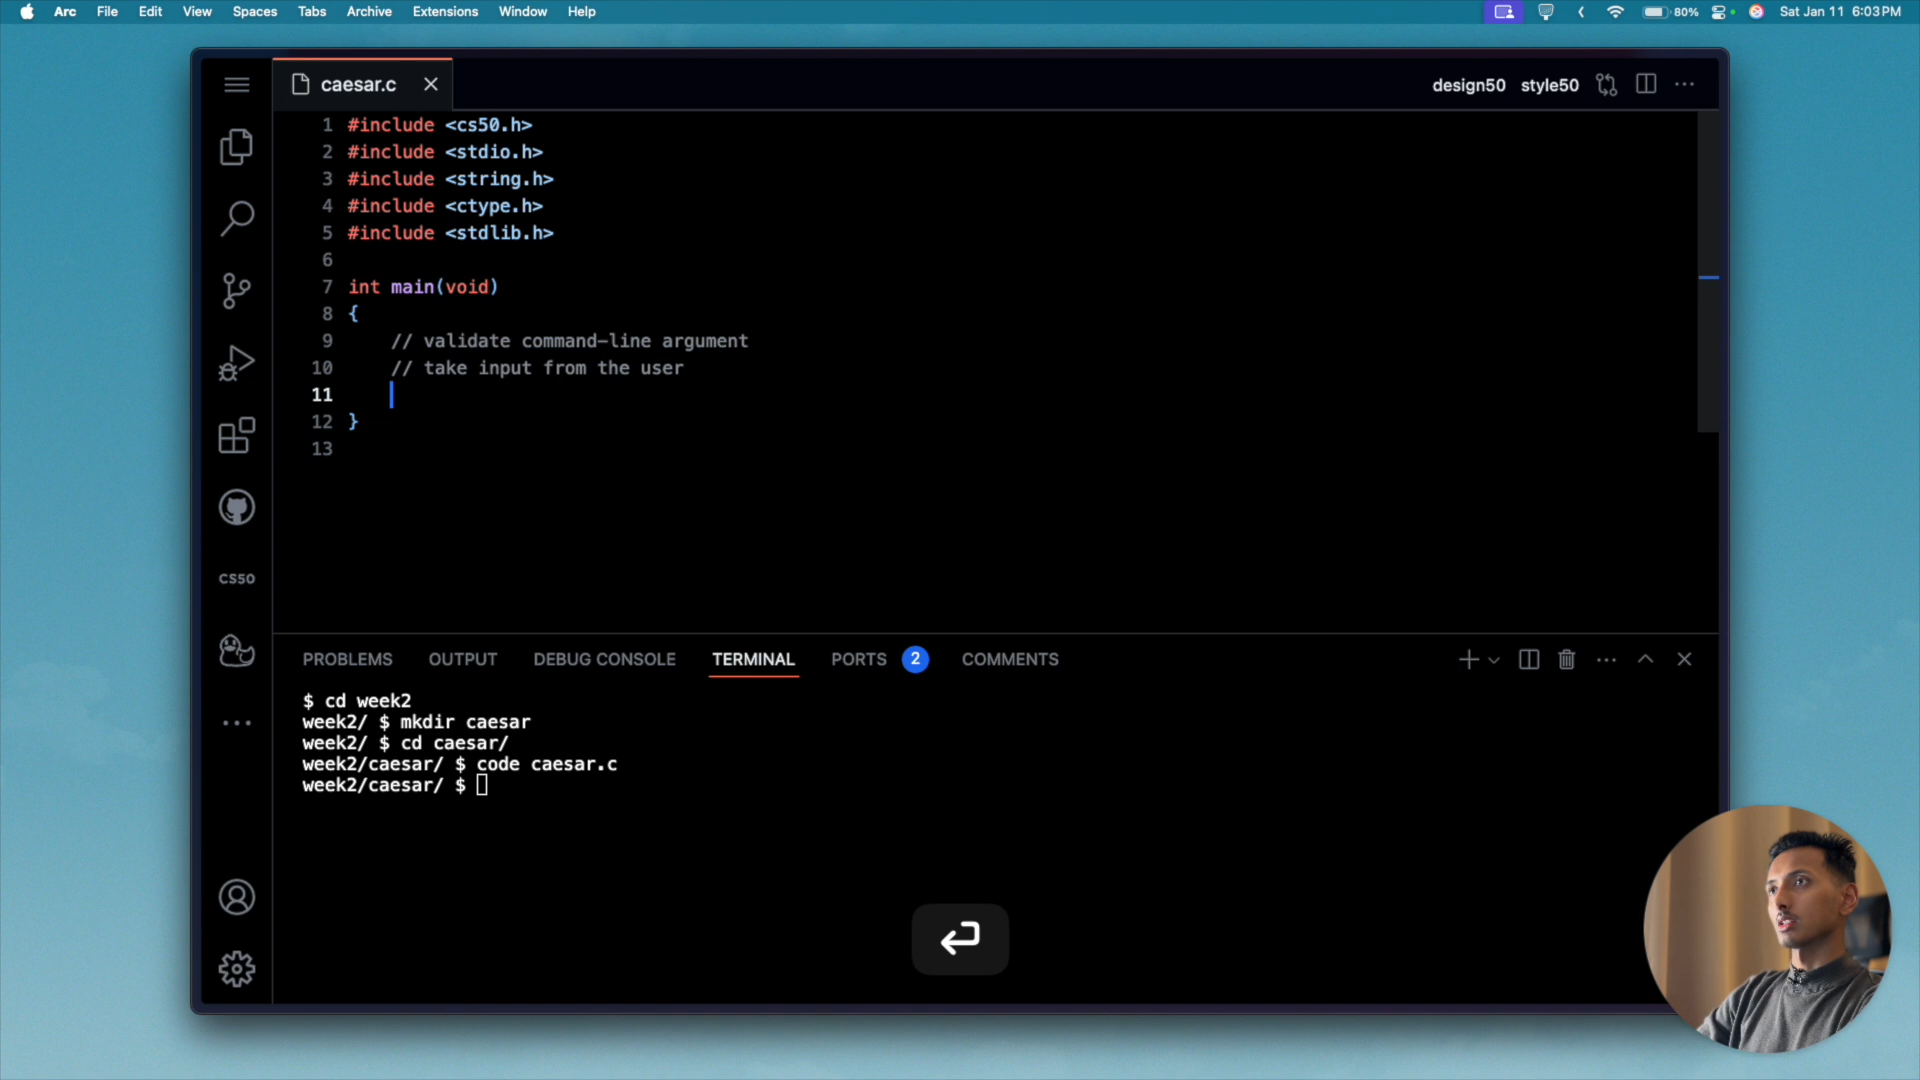 Arc File Edit View Spaces Tabs Archive Extensions Window Help 80% Sat Jan 11 6:03 PM
caesar.c design50 style50
1 #include <cs50.h>
2 #include <stdio.h>
3 #include <string.h>
4 #include <ctype.h>
5 #include <stdlib.h>
6
7 int main(void)
8 {
9 // validate command-line argument
10 // take input from the user
11
12 }
13
CS50
PROBLEMS OUTPUT DEBUG CONSOLE TERMINAL PORTS 2 COMMENTS
$ cd week2
week2/ $ mkdir caesar
week2/ $ cd caesar/
week2/caesar/ $ code caesar.c
week2/caesar/ $